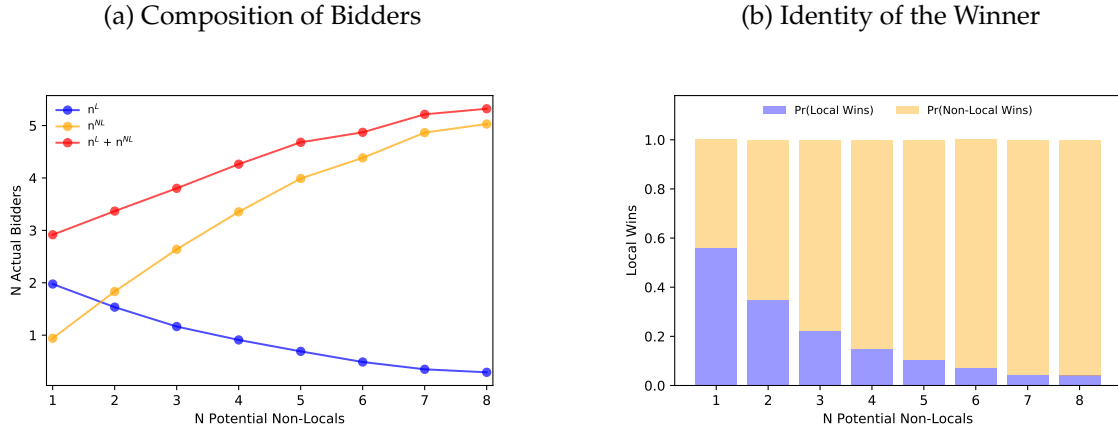 (a) Composition of Bidders
n^L
n^NL
n^L + n^NL
N Actual Bidders
5
4
3
2
1
1 2 3 4 5 6 7 8
N Potential Non-Locals
(b) Identity of the Winner
Pr(Local Wins) Pr(Non-Local Wins)
Local Wins
1.0
0.8
0.6
0.4
0.2
0.0
1 2 3 4 5 6 7 8
N Potential Non-Locals